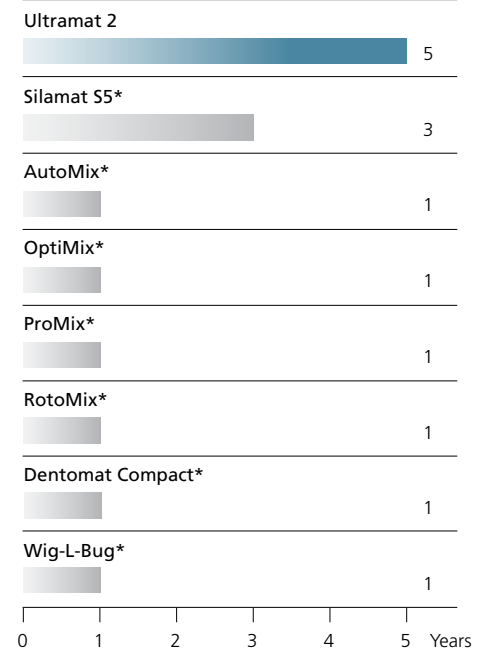 Ultramat 2
5
Silamat S5*
3
AutoMix*
1
OptiMix*
1
ProMix*
1
RotoMix*
1
Dentomat Compact*
1
Wig-L-Bug*
1
0 1 2 3 4 5 Years